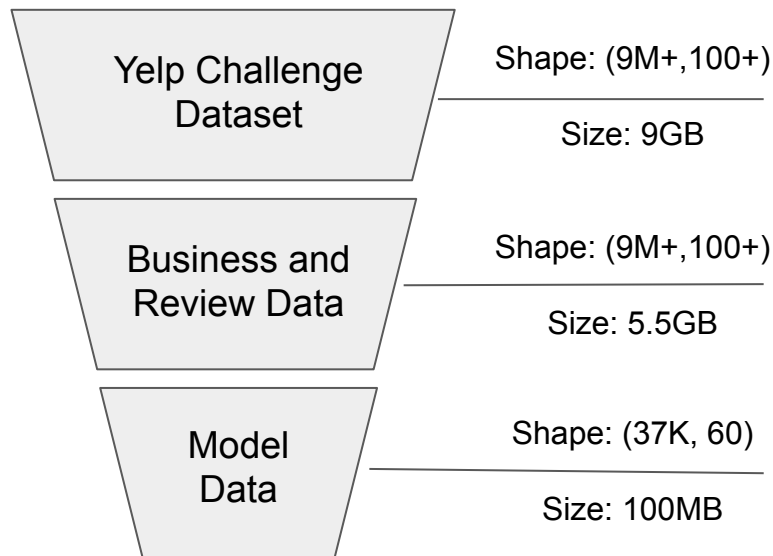 Yelp Challenge
Dataset
Shape: (9M+,100+)
Size: 9GB
Business and
Review Data
Shape: (9M+,100+)
Size: 5.5GB
Model
Data
Shape: (37K, 60)
Size: 100MB